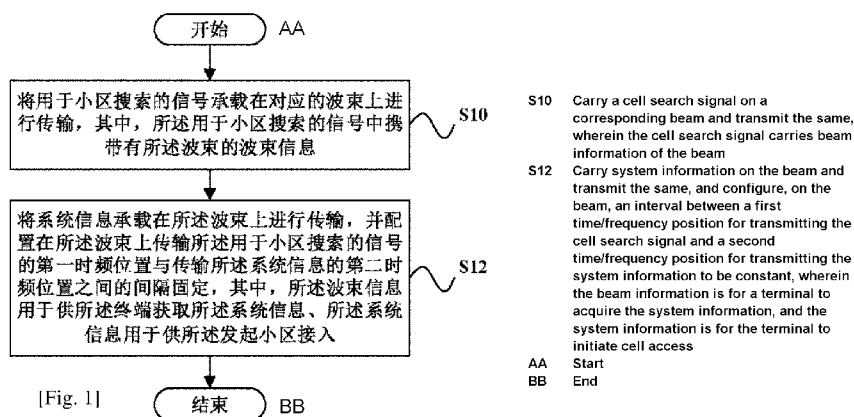 开始
AA
将用于小区搜索的信号承载在对应的波束上进
行传输，其中，所述用于小区搜索的信号中携
带有所述波束的波束信息
S10
将系统信息承载在所述波束上进行传输，并配
置在所述波束上传输所述用于小区搜索的信号
的第一时频位置与传输所述系统信息的第二时
频位置之间的间隔固定，其中，所述波束信息
用于供所述终端获取所述系统信息、所述系统
信息用于供所述发起小区接入
S12
[Fig. 1]
结束
BB
S10 Carry a cell search signal on a
corresponding beam and transmit the same,
wherein the cell search signal carries beam
information of the beam
S12 Carry system information on the beam and
transmit the same, and configure, on the
beam, an interval between a first
time/frequency position for transmitting the
cell search signal and a second
time/frequency position for transmitting the
system information to be constant, wherein
the beam information is for a terminal to
acquire the system information, and the
system information is for the terminal to
initiate cell access
AA Start
BB End